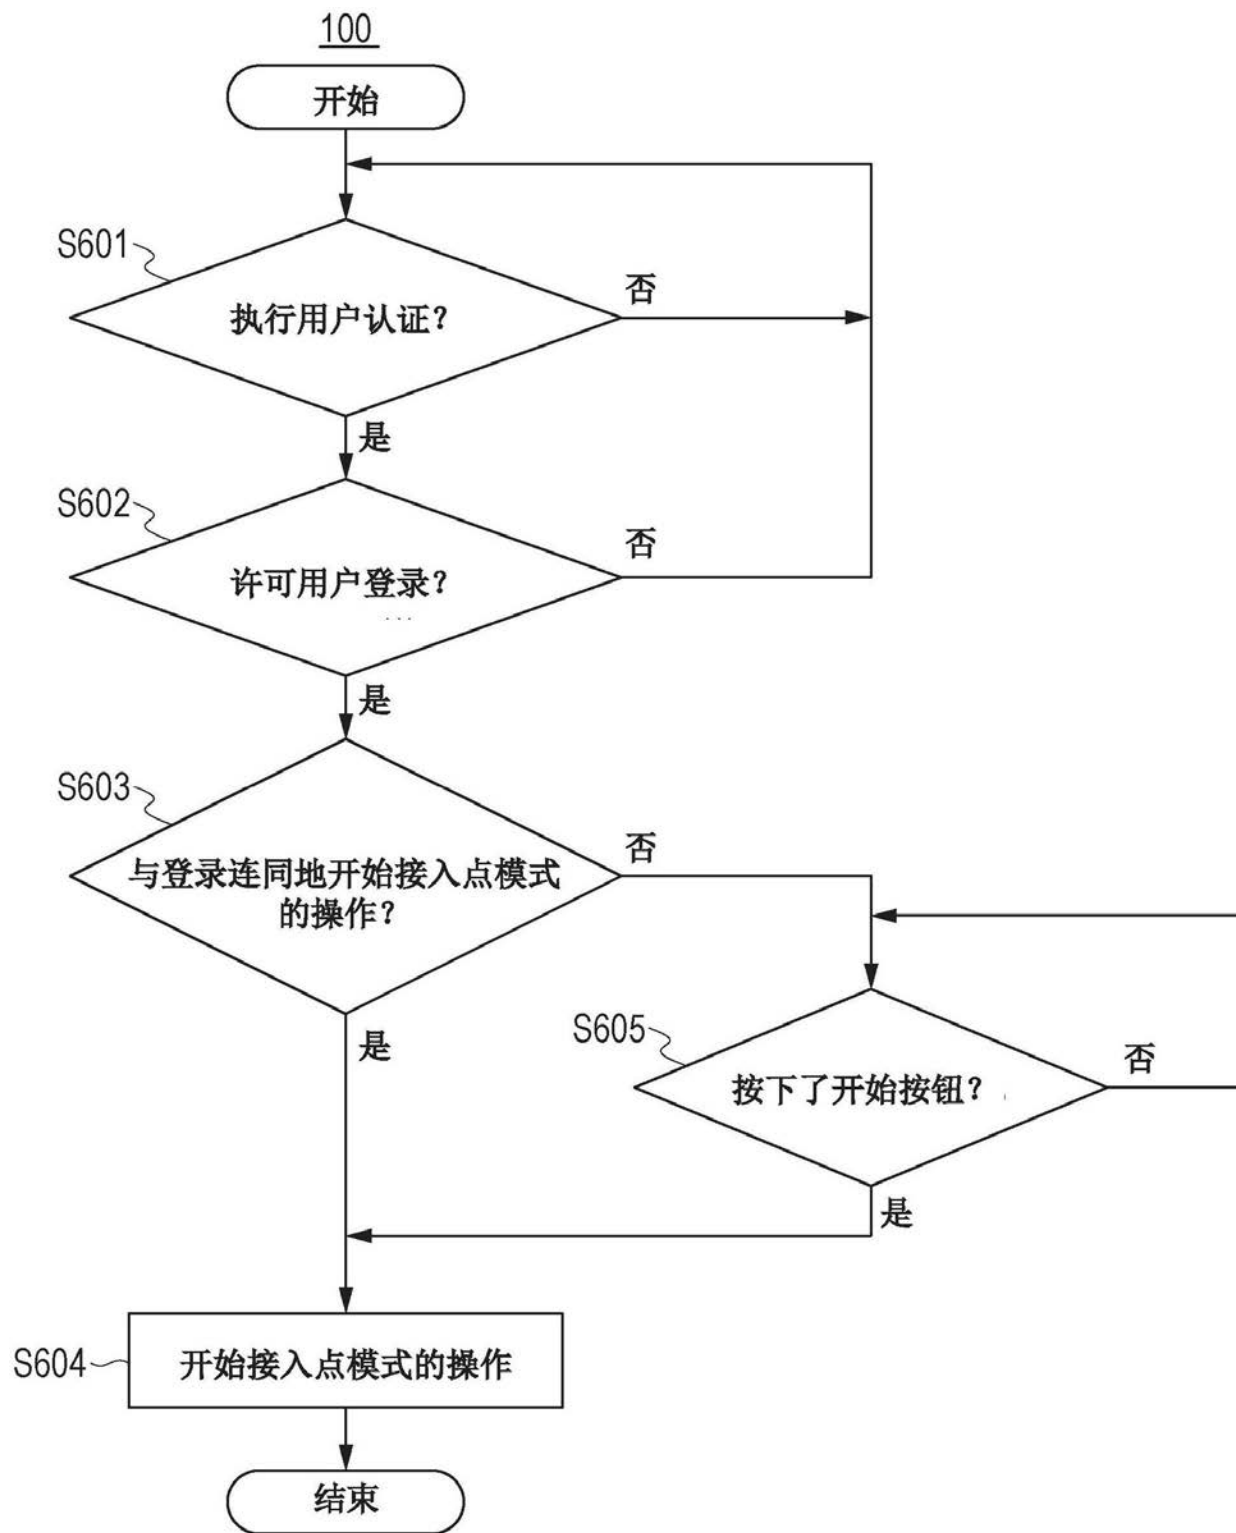 100
开始
S601
执行用户认证？
否
是
S602
许可用户登录？
否
是
S603
与登录连同地开始接入点模式
的操作？
否
是
S605
按下了开始按钮？
否
是
S604
开始接入点模式的操作
结束